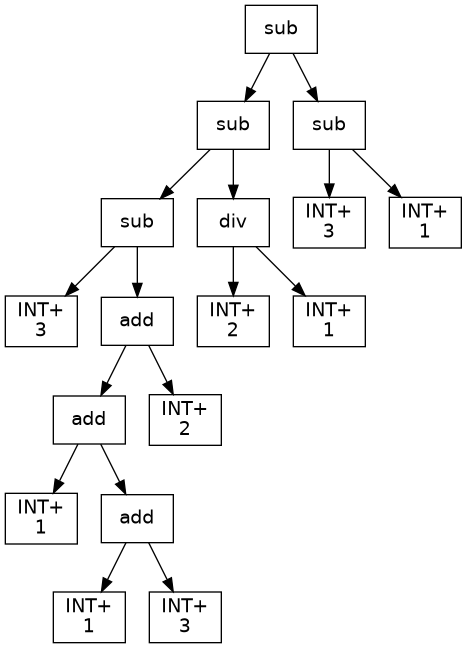 sub
sub
sub
sub
div
INT+
3
INT+
1
INT+
3
add
INT+
2
INT+
1
add
INT+
2
INT+
1
add
INT+
1
INT+
3